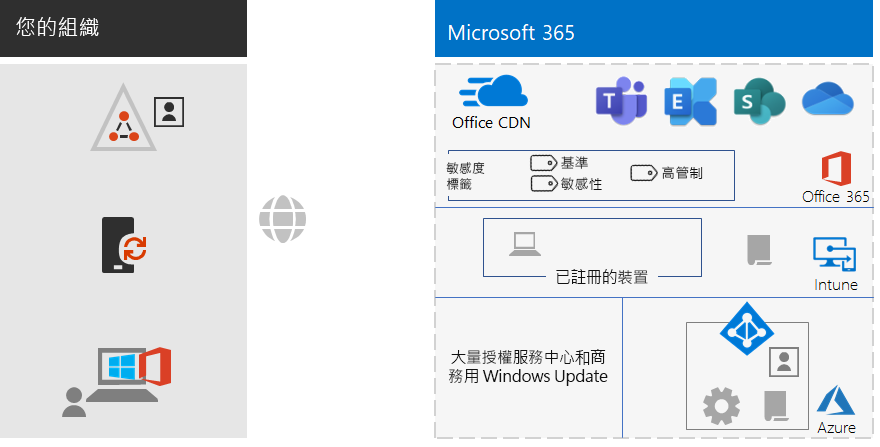 您的組織
Microsoft 365
Office CDN
T
E
S
敏感度
標籤
基準
敏感性
高管制
Office 365
已註冊的裝置
Intune
大量授權服務中心和商
務用 Windows Update
Azure